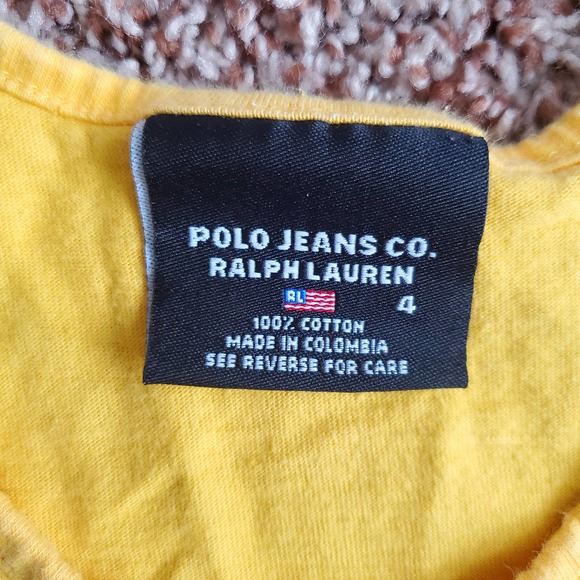 POLO JEANS CO.
RALPH LAUREN
RL
4
100% COTTON
MADE IN COLOMBIA
SEE REVERSE FOR CARE